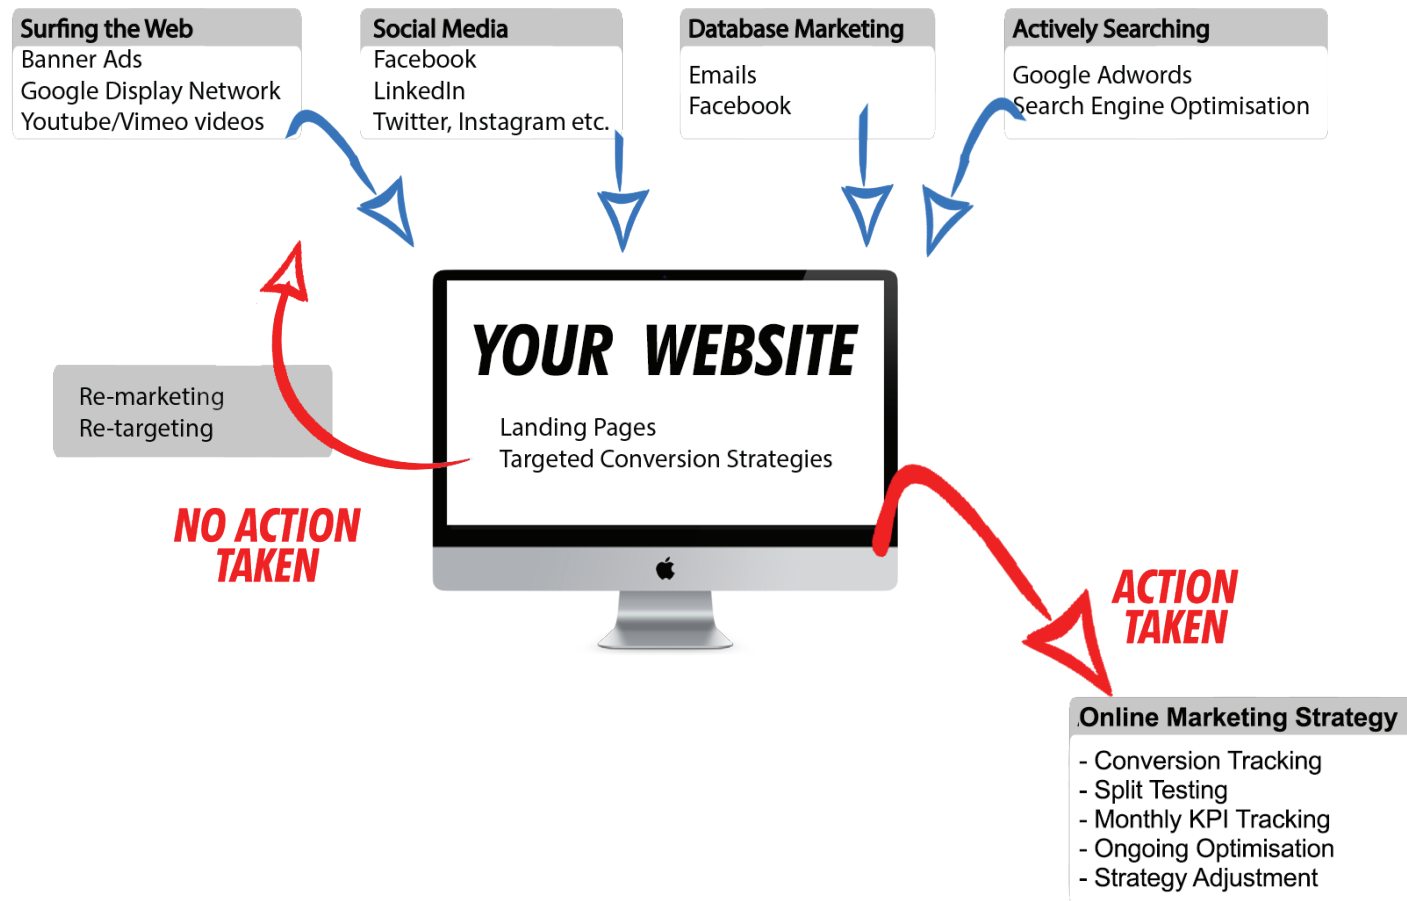 Surfing the Web
Banner Ads
Google Display Network
Youtube/Vimeo videos
Social Media
Facebook
LinkedIn
Twitter, Instagram etc.
Database Marketing
Emails
Facebook
Actively Searching
Google Adwords
Search Engine Optimisation
YOUR WEBSITE
Landing Pages
Targeted Conversion Strategies
Re-marketing
Re-targeting
NO ACTION
TAKEN
ACTION
TAKEN
Online Marketing Strategy
- Conversion Tracking
- Split Testing
- Monthly KPI Tracking
- Ongoing Optimisation
- Strategy Adjustment